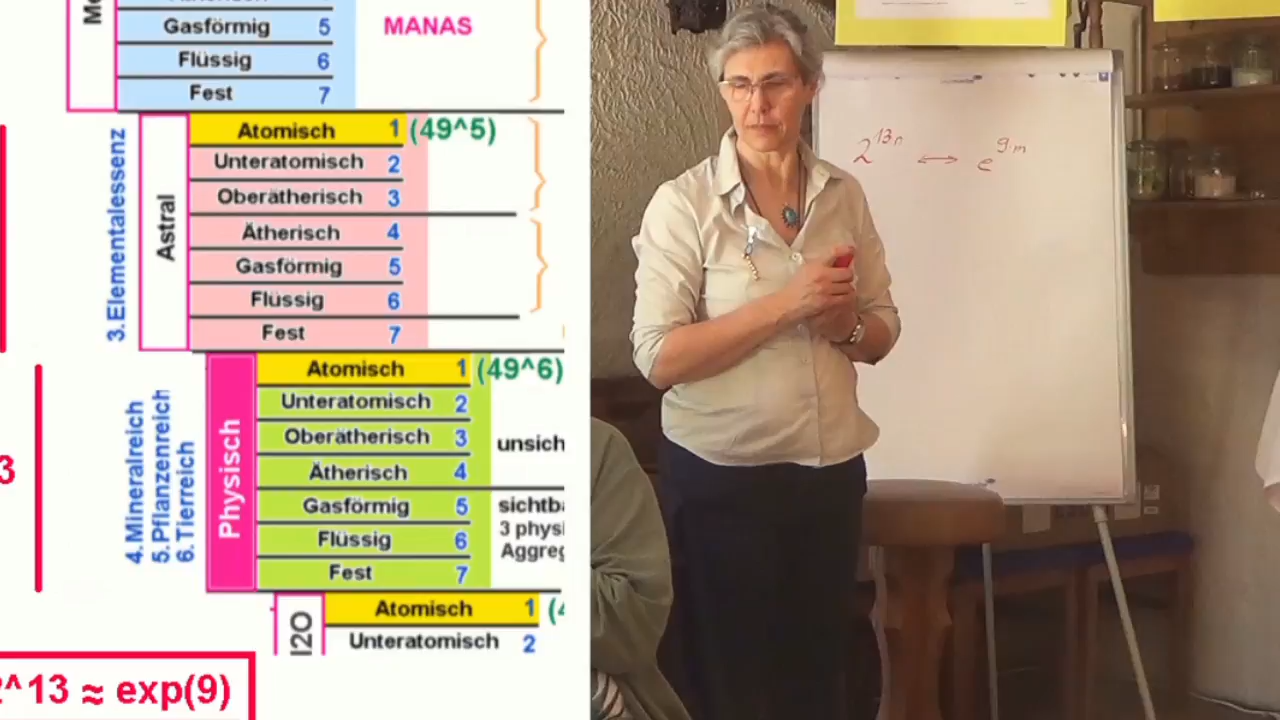 Gasförmig 5
MANAS
Flüssig 6
Fest 7
3.Elementalessenz
Astral
Atomisch 1 (49^5)
Unteratomisch 2
Oberätherisch 3
Ätherisch 4
Gasförmig 5
Flüssig 6
Fest 7
4.Mineralreich
5.Pflanzenreich
6.Tierreich
Physisch
Atomisch 1 (49^6)
Unteratomisch 2
Oberätherisch 3
unsich
Ätherisch 4
Gasförmig 5
sichtb
3 physi
Flüssig 6
Aggreg
Fest 7
3
Atomisch 1 (4
Unteratomisch 2
2^13 ≈ exp(9)
2^13n ↔ e^9m